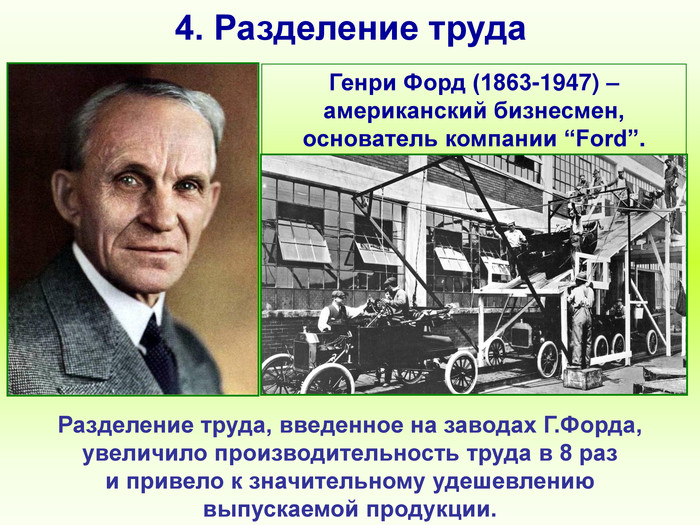 4. Разделение труда
Генри Форд (1863-1947) –
американский бизнесмен,
основатель компании “Ford”.
Разделение труда, введенное на заводах Г.Форда,
увеличило производительность труда в 8 раз
и привело к значительному удешевлению
выпускаемой продукции.